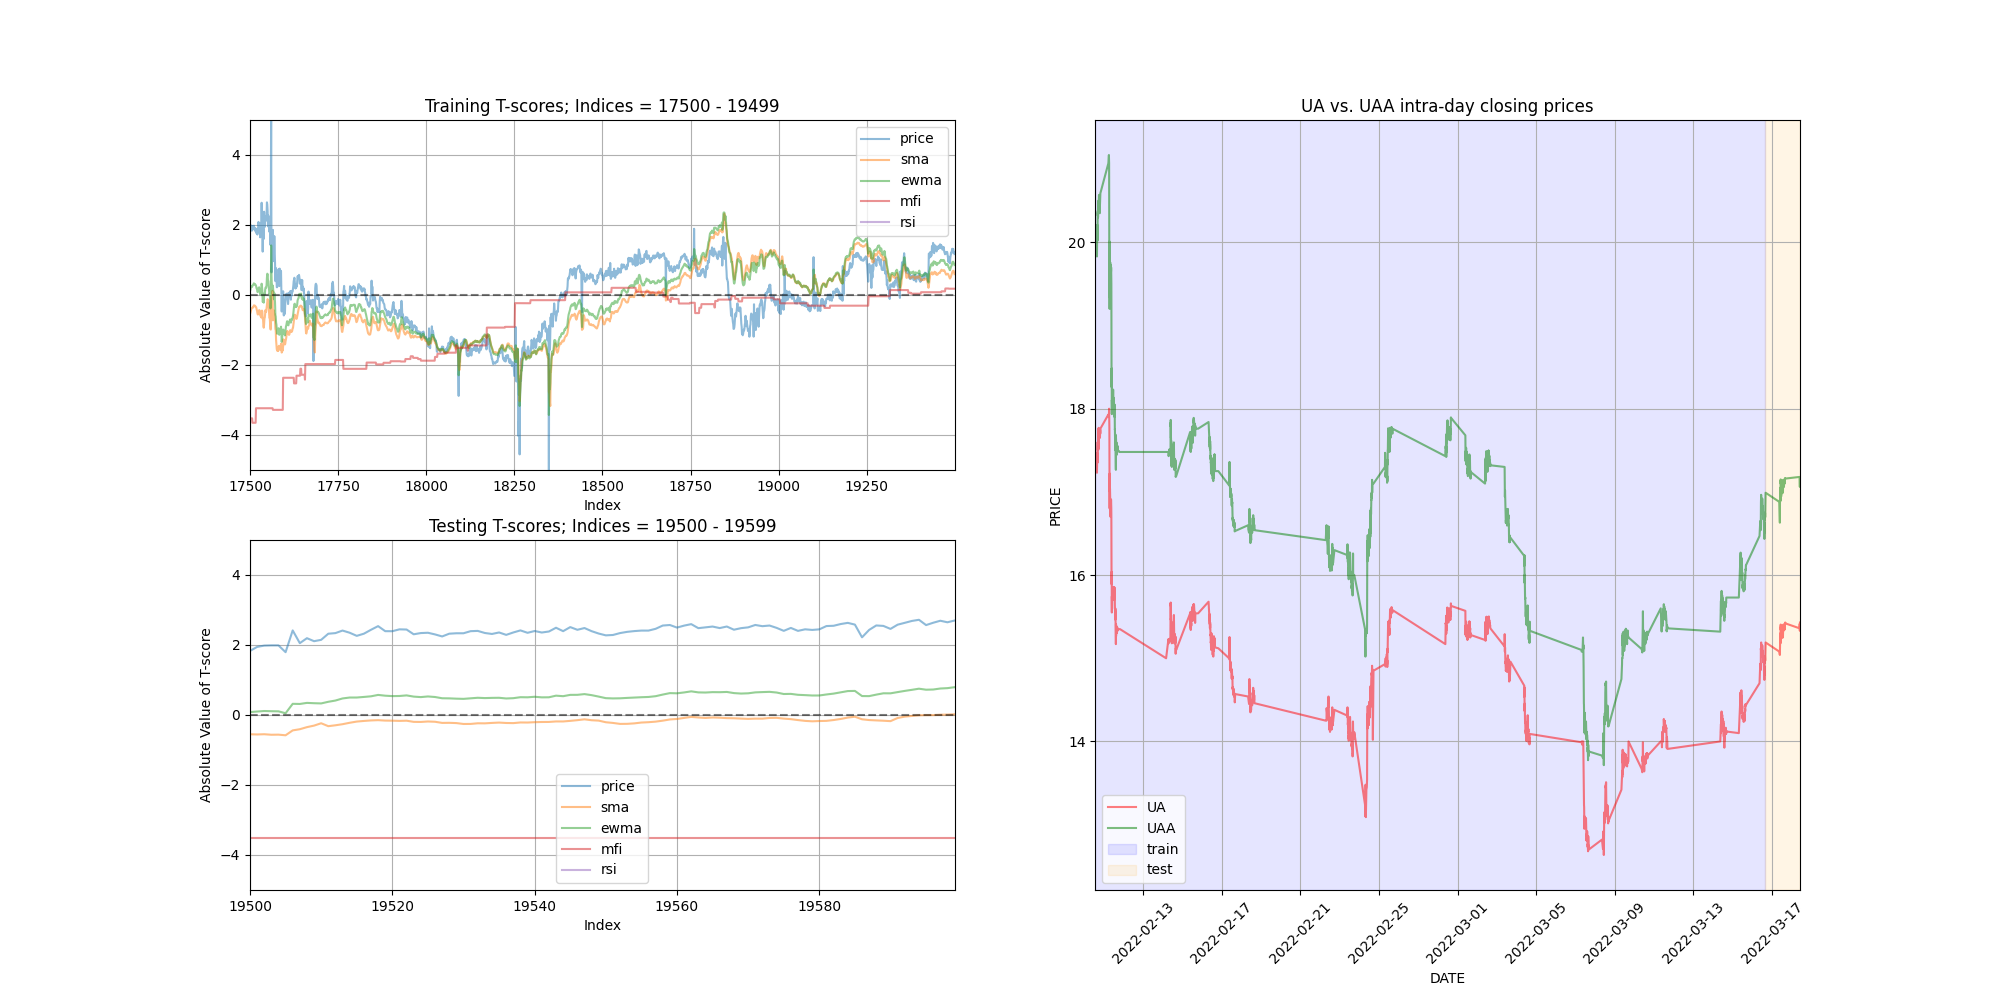 Training T-scores; Indices = 17500 - 19499
Absolute Value of T-score
4
2
0
−2
−4
price
sma
ewma
mfi
rsi
17500 17750 18000 18250 18500 18750 19000 19250
Index
Testing T-scores; Indices = 19500 - 19599
Absolute Value of T-score
4
2
0
−2
−4
price
sma
ewma
mfi
rsi
19500 19520 19540 19560 19580
Index
UA vs. UAA intra-day closing prices
PRICE
20
18
16
14
UA
UAA
train
test
2022-02-13 2022-02-17 2022-02-21 2022-02-25 2022-03-01 2022-03-05 2022-03-09 2022-03-13 2022-03-17
DATE